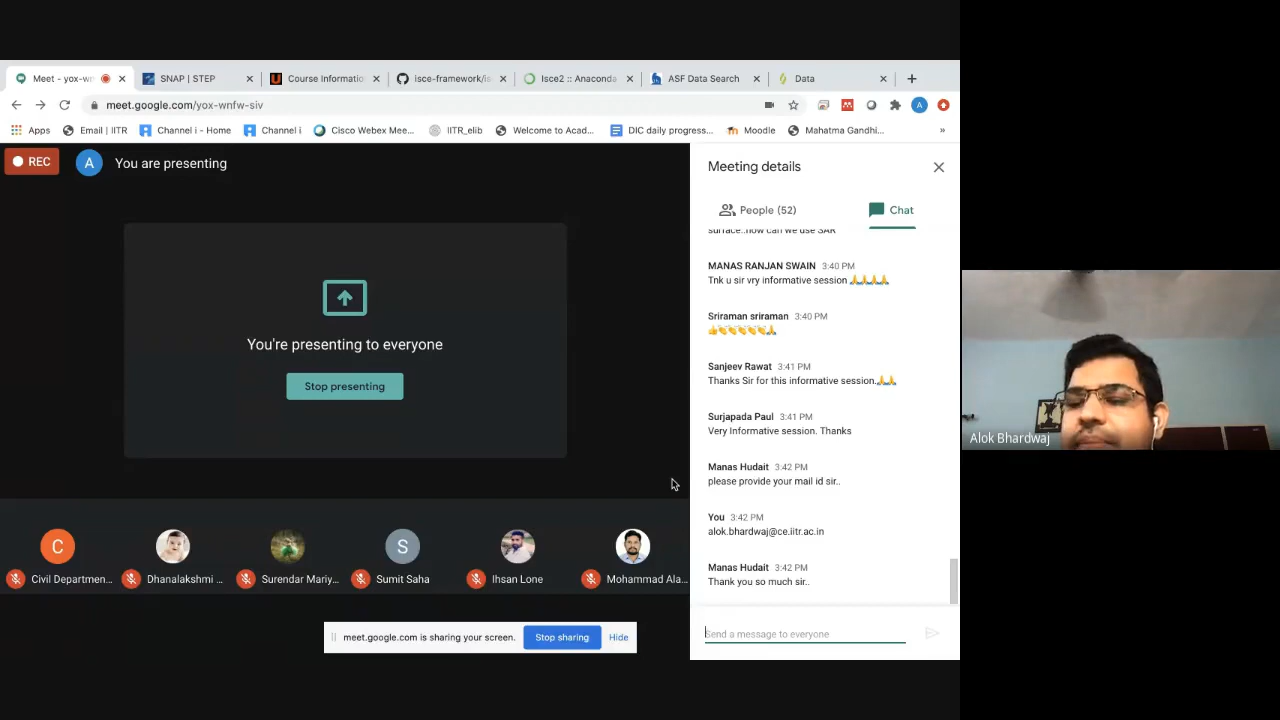 Meet - yox-wn
SNAP | STEP
Course Informatio
isce-framework/is
Isce2 :: Anaconda
ASF Data Search
Data
meet.google.com/yox-wnfw-siv
A
Apps
Email | IITR
Channel i - Home
Channel i
Cisco Webex Mee...
IITR_elib
Welcome to Acad...
DIC daily progress...
Moodle
Mahatma Gandhi...
»
REC
A
You are presenting
You're presenting to everyone
Stop presenting
C
Civil Departmen...
Dhanalakshmi ...
Surendar Mariy...
S
Sumit Saha
Ihsan Lone
Mohammad Ala...
meet.google.com is sharing your screen.
Stop sharing
Hide
Meeting details
People (52)
Chat
surface..how can we use SAR
MANAS RANJAN SWAIN 3:40 PM
Tnk u sir vry informative session 🙏🙏🙏🙏
Sriraman sriraman 3:40 PM
Sanjeev Rawat 3:41 PM
Thanks Sir for this informative session.🙏🙏
Surjapada Paul 3:41 PM
Very Informative session. Thanks
Manas Hudait 3:42 PM
please provide your mail id sir..
You 3:42 PM
alok.bhardwaj@ce.iitr.ac.in
Manas Hudait 3:42 PM
Thank you so much sir..
Send a message to everyone
Alok Bhardwaj